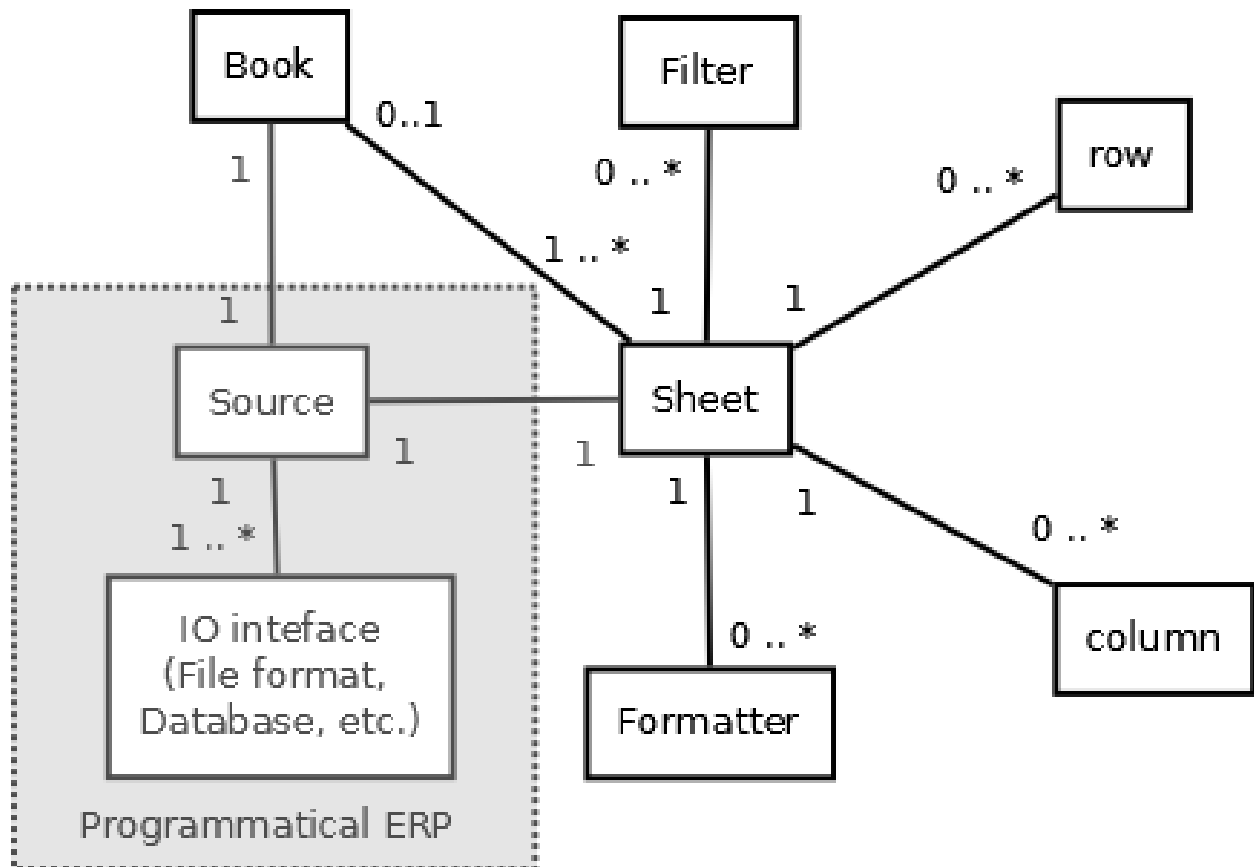 Book
Filter
row
0..1
1
0 .. *
0 .. *
1 .. *
1
1
1
Source
Sheet
1
1
1
1
1
1 .. *
0 .. *
IO inteface
(File format,
Database, etc.)
0 .. *
column
Formatter
Programmatical ERP